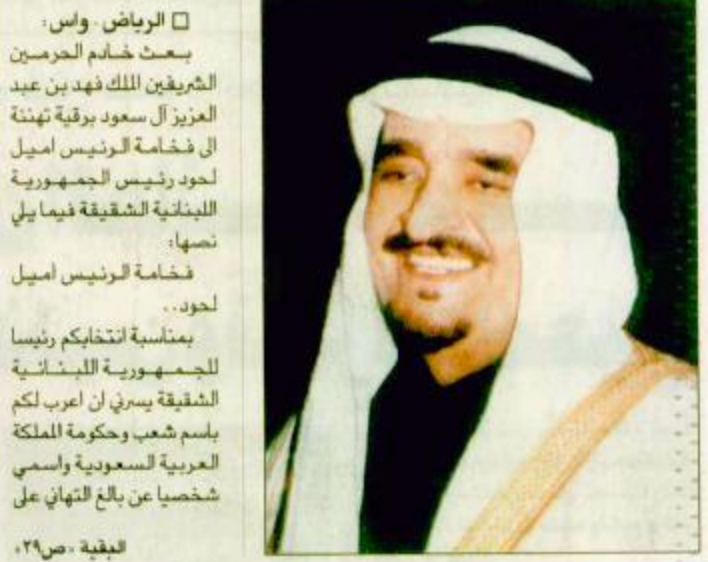 □ الرياض - واس:
بعث خادم الحرمين
الشريفين الملك فهد بن عبد
العزيز آل سعود برقية تهنئة
الى فخامة الرئيس اميل
لحود رئيس الجمهورية
اللبنانية الشقيقة فيما يلي
نصها:
فخامة الرئيس اميل
لحود..
بمناسبة انتخابكم رئيسا
للجمهورية اللبنانية
الشقيقة يسرني ان اعرب لكم
باسم شعب وحكومة المملكة
العربية السعودية واسمي
شخصيا عن بالغ التهاني على
البقية «ص٢٩»